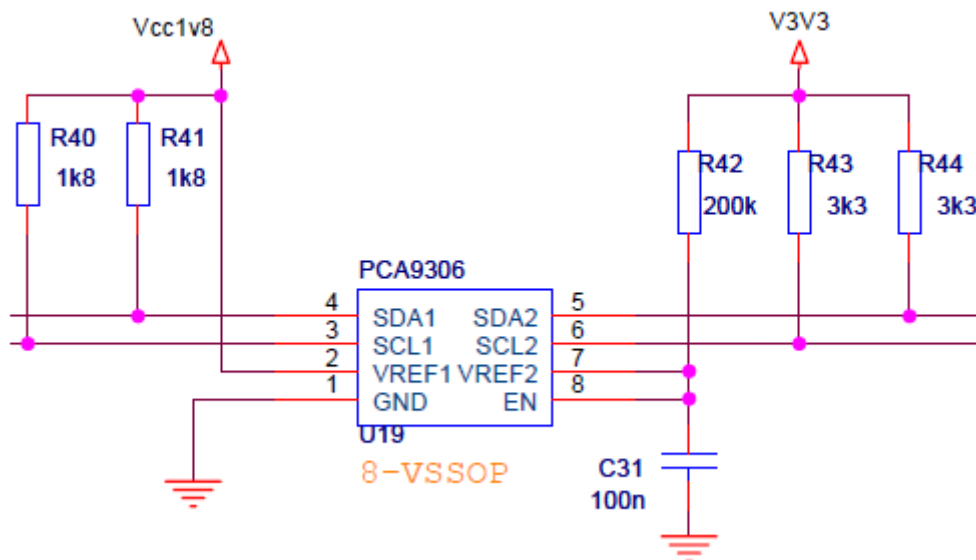 Vcc1v8
V3V3
R40
1k8
R41
1k8
R42
200k
R43
3k3
R44
3k3
PCA9306
4 SDA1 SDA2 5
3 SCL1 SCL2 6
2 VREF1 VREF2 7
1 GND EN 8
U19
8-VSSOP
C31
100n